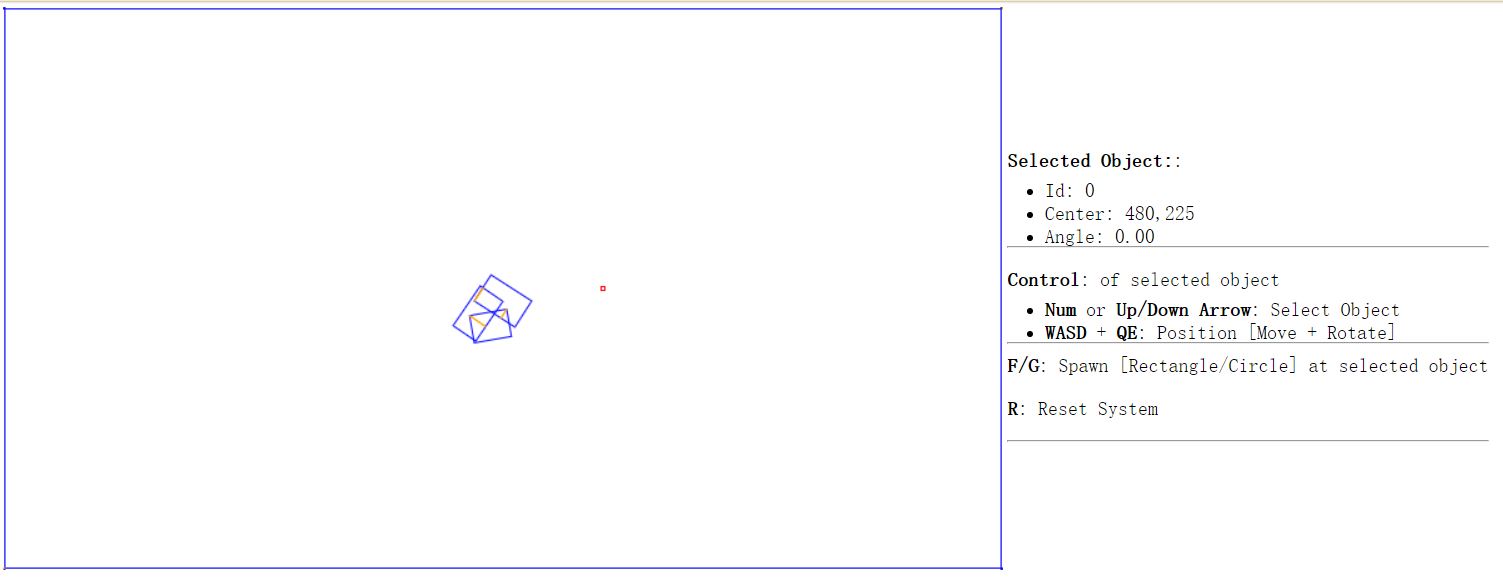 Selected Object::
Id: 0
Center: 480,225
Angle: 0.00
Control: of selected object
Num or Up/Down Arrow: Select Object
WASD + QE: Position [Move + Rotate]
F/G: Spawn [Rectangle/Circle] at selected object
R: Reset System